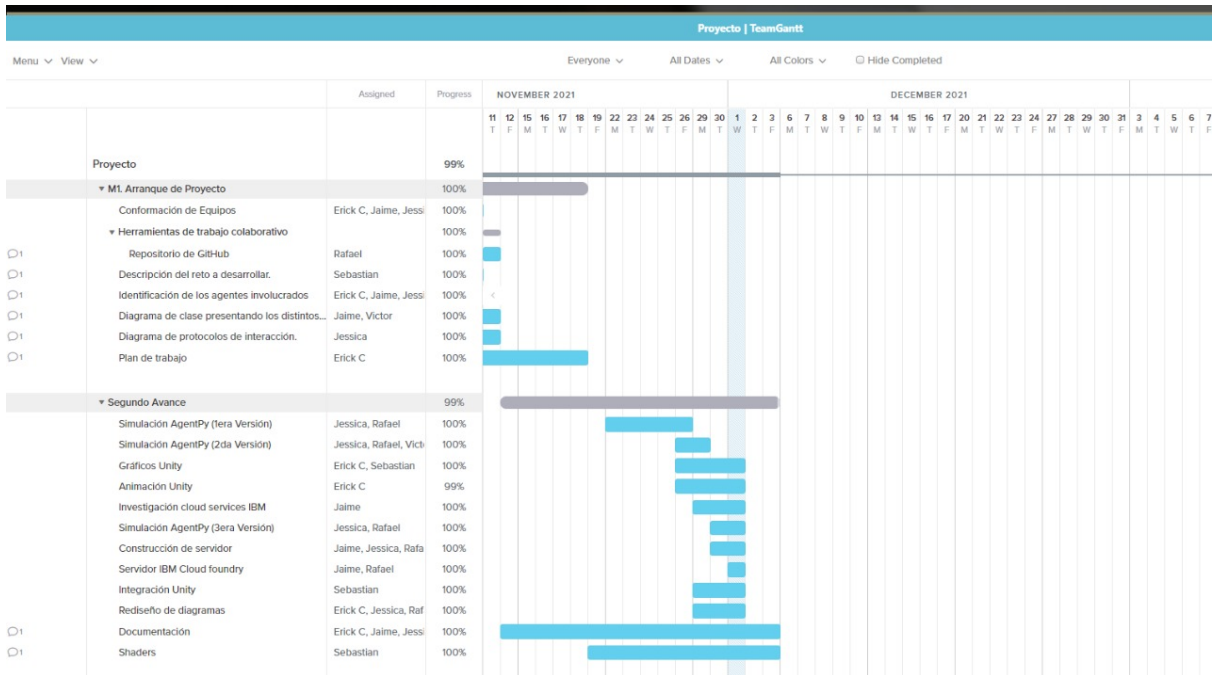 Proyecto | TeamGantt
Menu View Everyone All Dates All Colors Hide Completed
Assigned Progress NOVEMBER 2021 DECEMBER 2021
11 12 15 16 17 18 19 22 23 24 25 26 29 30 1 2 3 6 7 8 9 10 13 14 15 16 17 20 21 22 23 24 27 28 29 30 31 3 4 5 6 7
T F M T W T F M T W T F M T W T F M T W T F M T W T F M T W T F M T W T F M T W T F
Proyecto 99%
M1. Arranque de Proyecto 100%
Conformación de Equipos Erick C, Jaime, Jessi 100%
Herramientas de trabajo colaborativo 100%
1 Repositorio de GitHub Rafael 100%
1 Descripción del reto a desarrollar. Sebastian 100%
1 Identificación de los agentes involucrados Erick C, Jaime, Jessi 100%
1 Diagrama de clase presentando los distintos... Jaime, Victor 100%
1 Diagrama de protocolos de interacción. Jessica 100%
1 Plan de trabajo Erick C 100%
Segundo Avance 99%
Simulación AgentPy (1era Versión) Jessica, Rafael 100%
Simulación AgentPy (2da Versión) Jessica, Rafael, Vict 100%
Gráficos Unity Erick C, Sebastian 100%
Animación Unity Erick C 99%
Investigación cloud services IBM Jaime 100%
Simulación AgentPy (3era Versión) Jessica, Rafael 100%
Construcción de servidor Jaime, Jessica, Rafa 100%
Servidor IBM Cloud foundry Jaime, Rafael 100%
Integración Unity Sebastian 100%
Rediseño de diagramas Erick C, Jessica, Raf 100%
1 Documentación Erick C, Jaime, Jessi 100%
1 Shaders Sebastian 100%